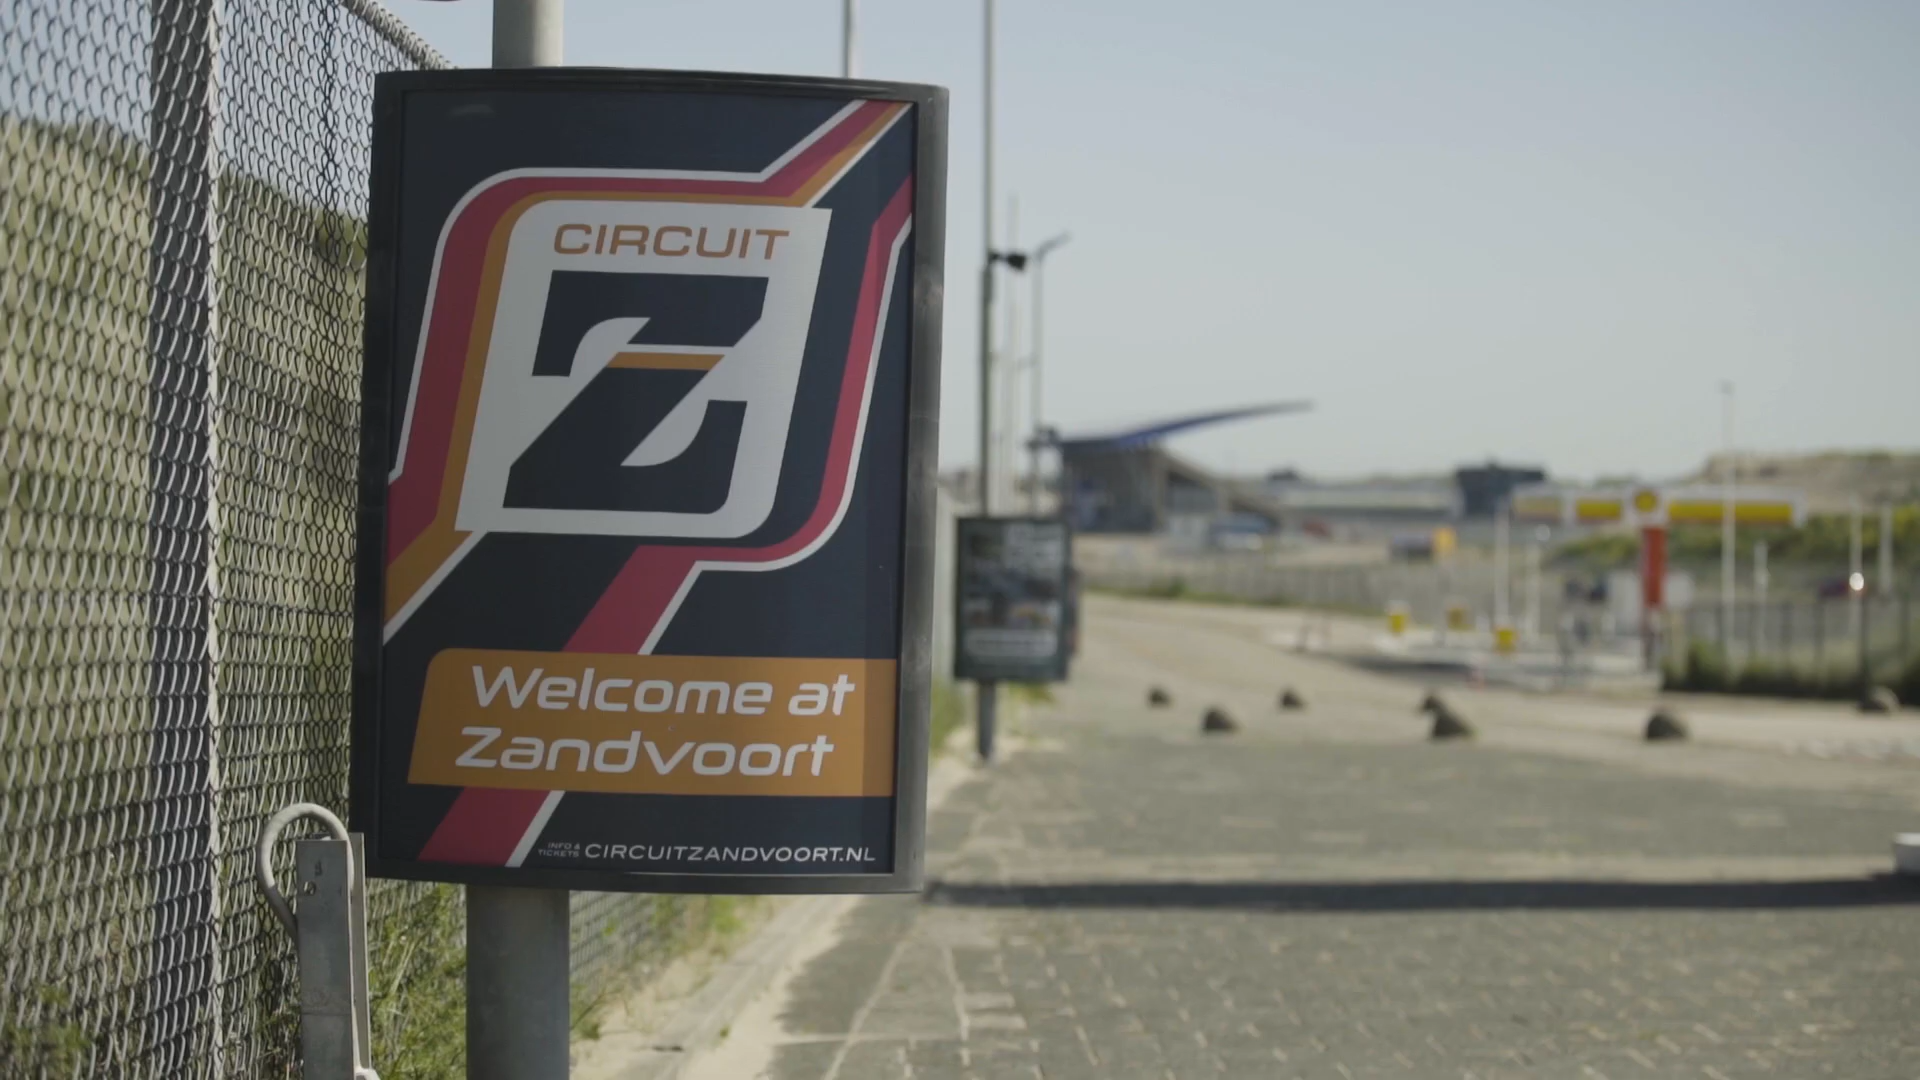 CIRCUIT
Z
Welcome at
Zandvoort
INFO &
TICKETS CIRCUITZANDVOORT.NL